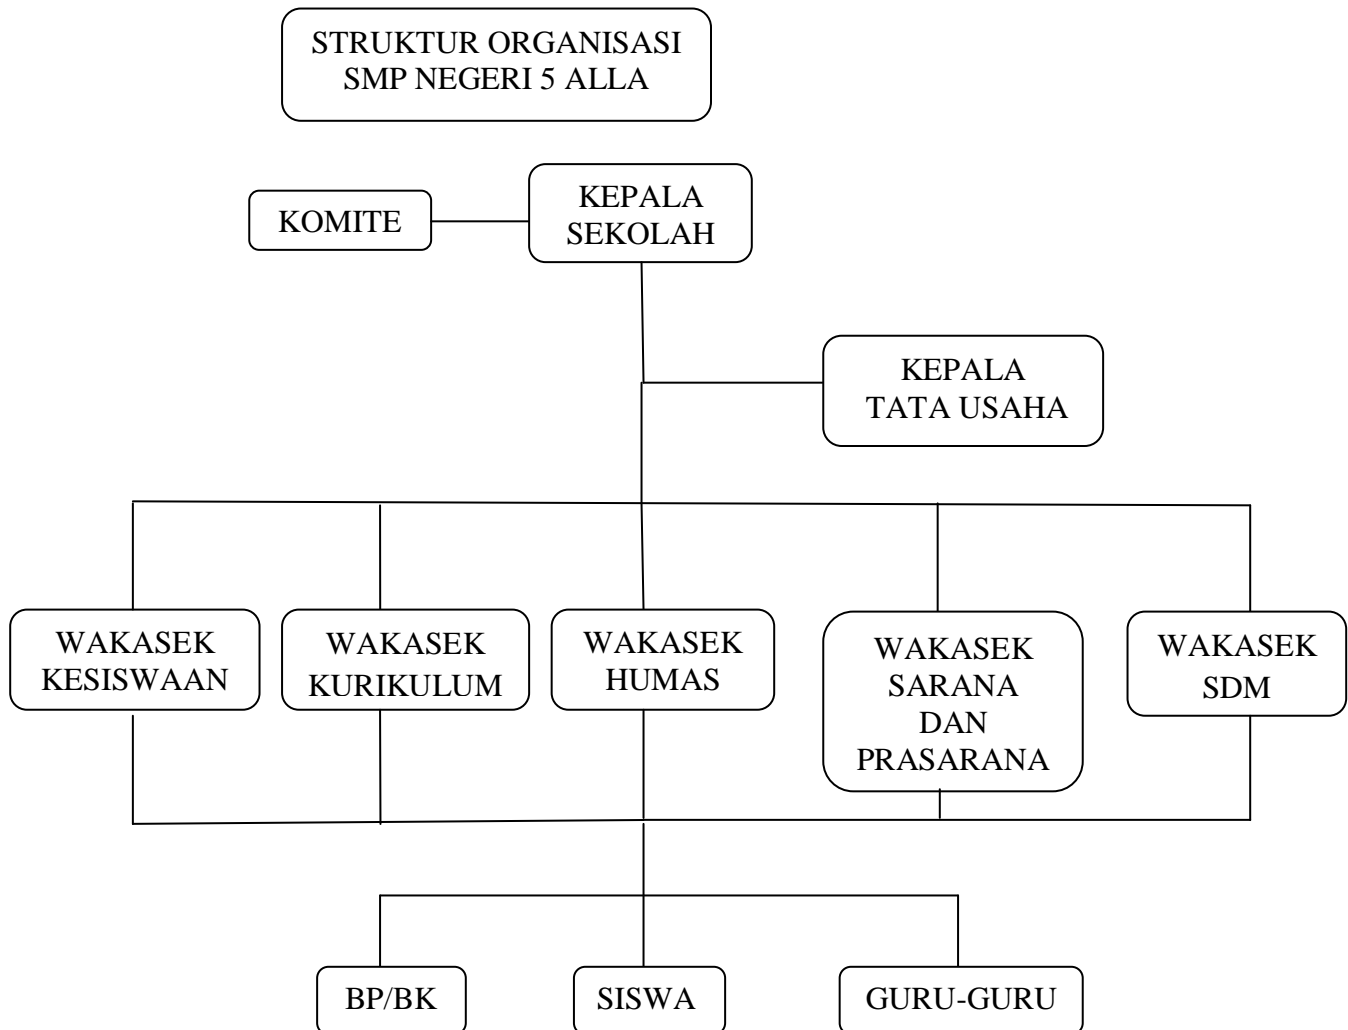 STRUKTUR ORGANISASI
SMP NEGERI 5 ALLA
KEPALA
SEKOLAH
KOMITE
KEPALA
TATA USAHA
WAKASEK
KESISWAAN
WAKASEK
KURIKULUM
WAKASEK
HUMAS
WAKASEK
SARANA
DAN
PRASARANA
WAKASEK
SDM
BP/BK
SISWA
GURU-GURU